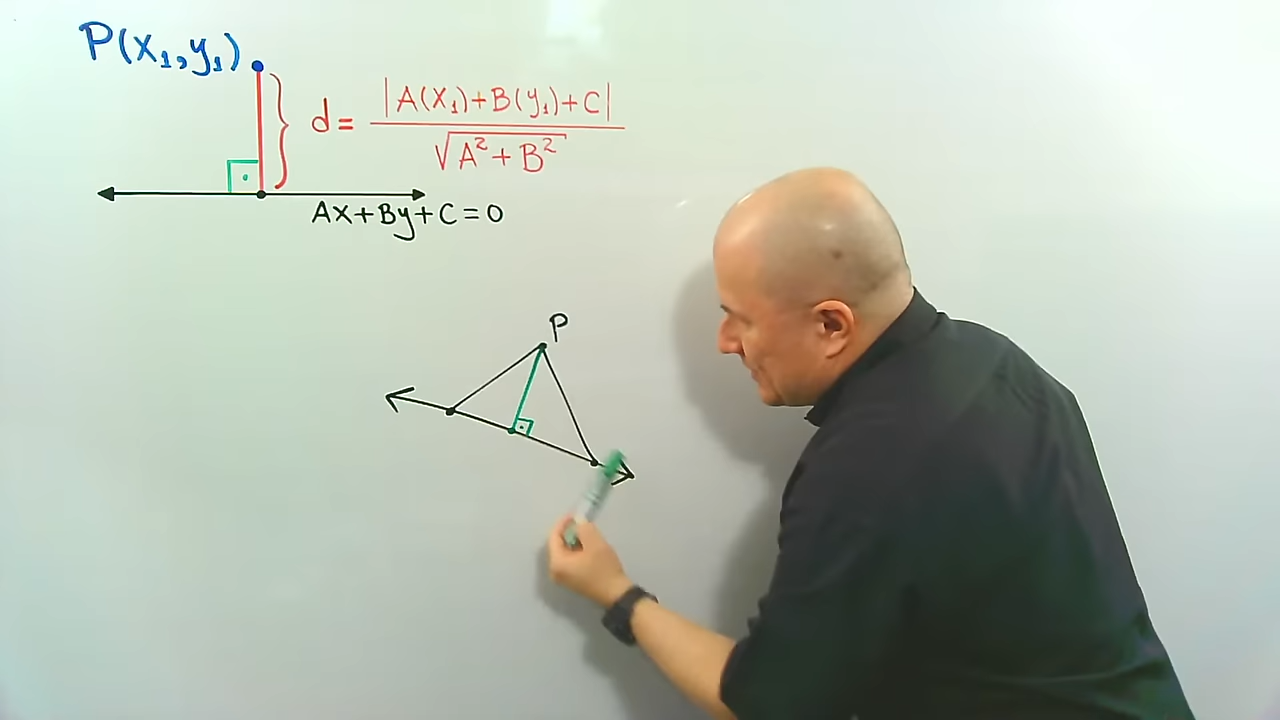 P(x₁,y₁)
d = |A(x₁)+B(y₁)+C| / √A²+B²
Ax+By+C=0
P